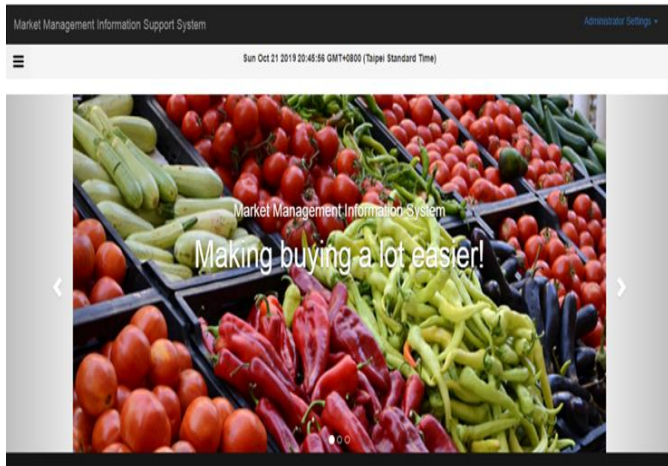 Market Management Information Support System
Administrator Settings
Sun Oct 21 2019 20:45:56 GMT+0800 (Taipei Standard Time)
Market Management Information System
Making buying a lot easier!